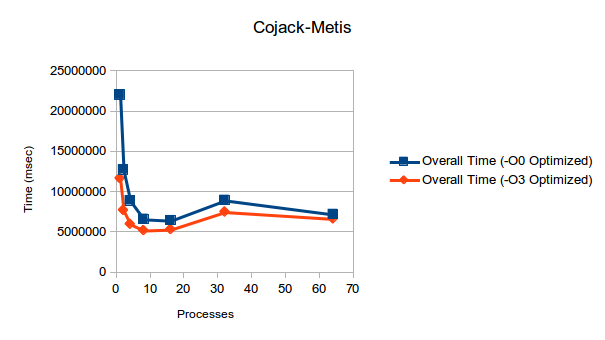 Cojack-Metis
25000000
20000000
15000000
10000000
5000000
0
Time (msec)
0 10 20 30 40 50 60 70
Processes
Overall Time (-O0 Optimized)
Overall Time (-O3 Optimized)